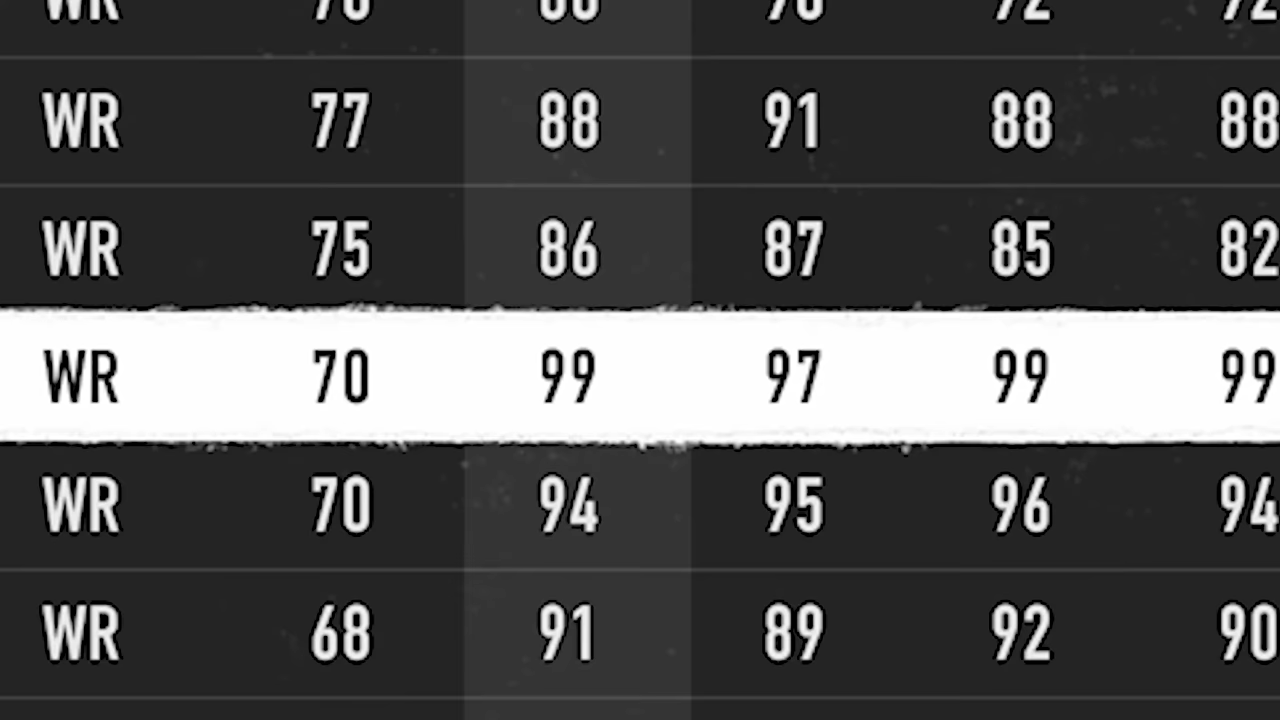 WR 77 88 91 88 88
WR 75 86 87 85 82
WR 70 99 97 99 99
WR 70 94 95 96 94
WR 68 91 89 92 90